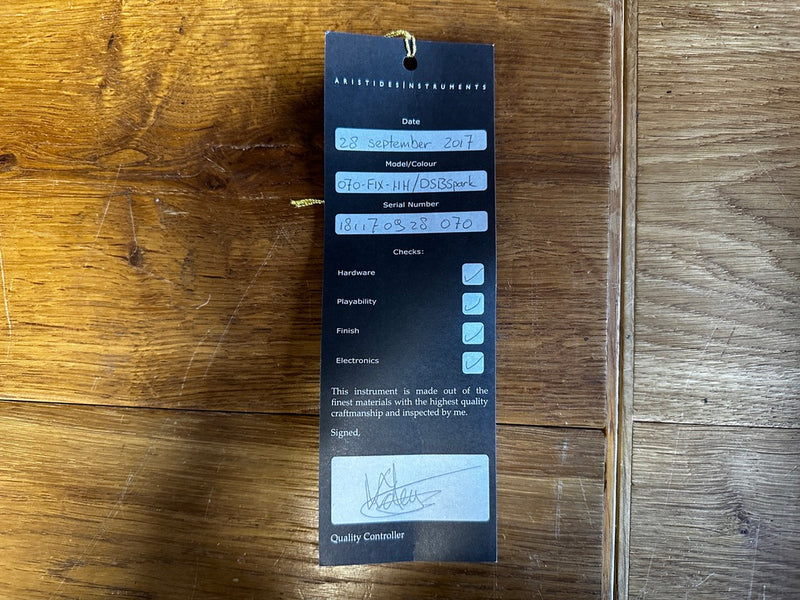 ARISTIDES|INSTRUMENTS
Date
28 september 2017
Model/Colour
070-FIX-HH/DSBSpark
Serial Number
18117 0928 070
Checks:
Hardware
Playability
Finish
Electronics
This instrument is made out of the
finest materials with the highest quality
craftmanship and inspected by me.
Signed,
Quality Controller